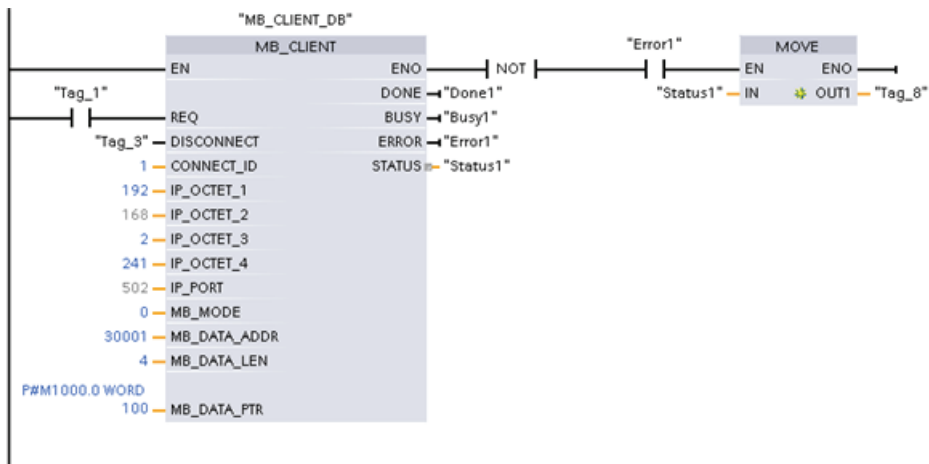 "MB_CLIENT_DB"
MB_CLIENT
"Error1"
MOVE
EN ENO
NOT
EN ENO
"Tag_1"
DONE "Done1"
"Status1" IN OUT1 "Tag_8"
REQ BUSY "Busy1"
"Tag_3" DISCONNECT ERROR "Error1"
1 CONNECT_ID STATUS "Status1"
192 IP_OCTET_1
168 IP_OCTET_2
2 IP_OCTET_3
241 IP_OCTET_4
502 IP_PORT
0 MB_MODE
30001 MB_DATA_ADDR
4 MB_DATA_LEN
P#M1000.0 WORD
100 MB_DATA_PTR